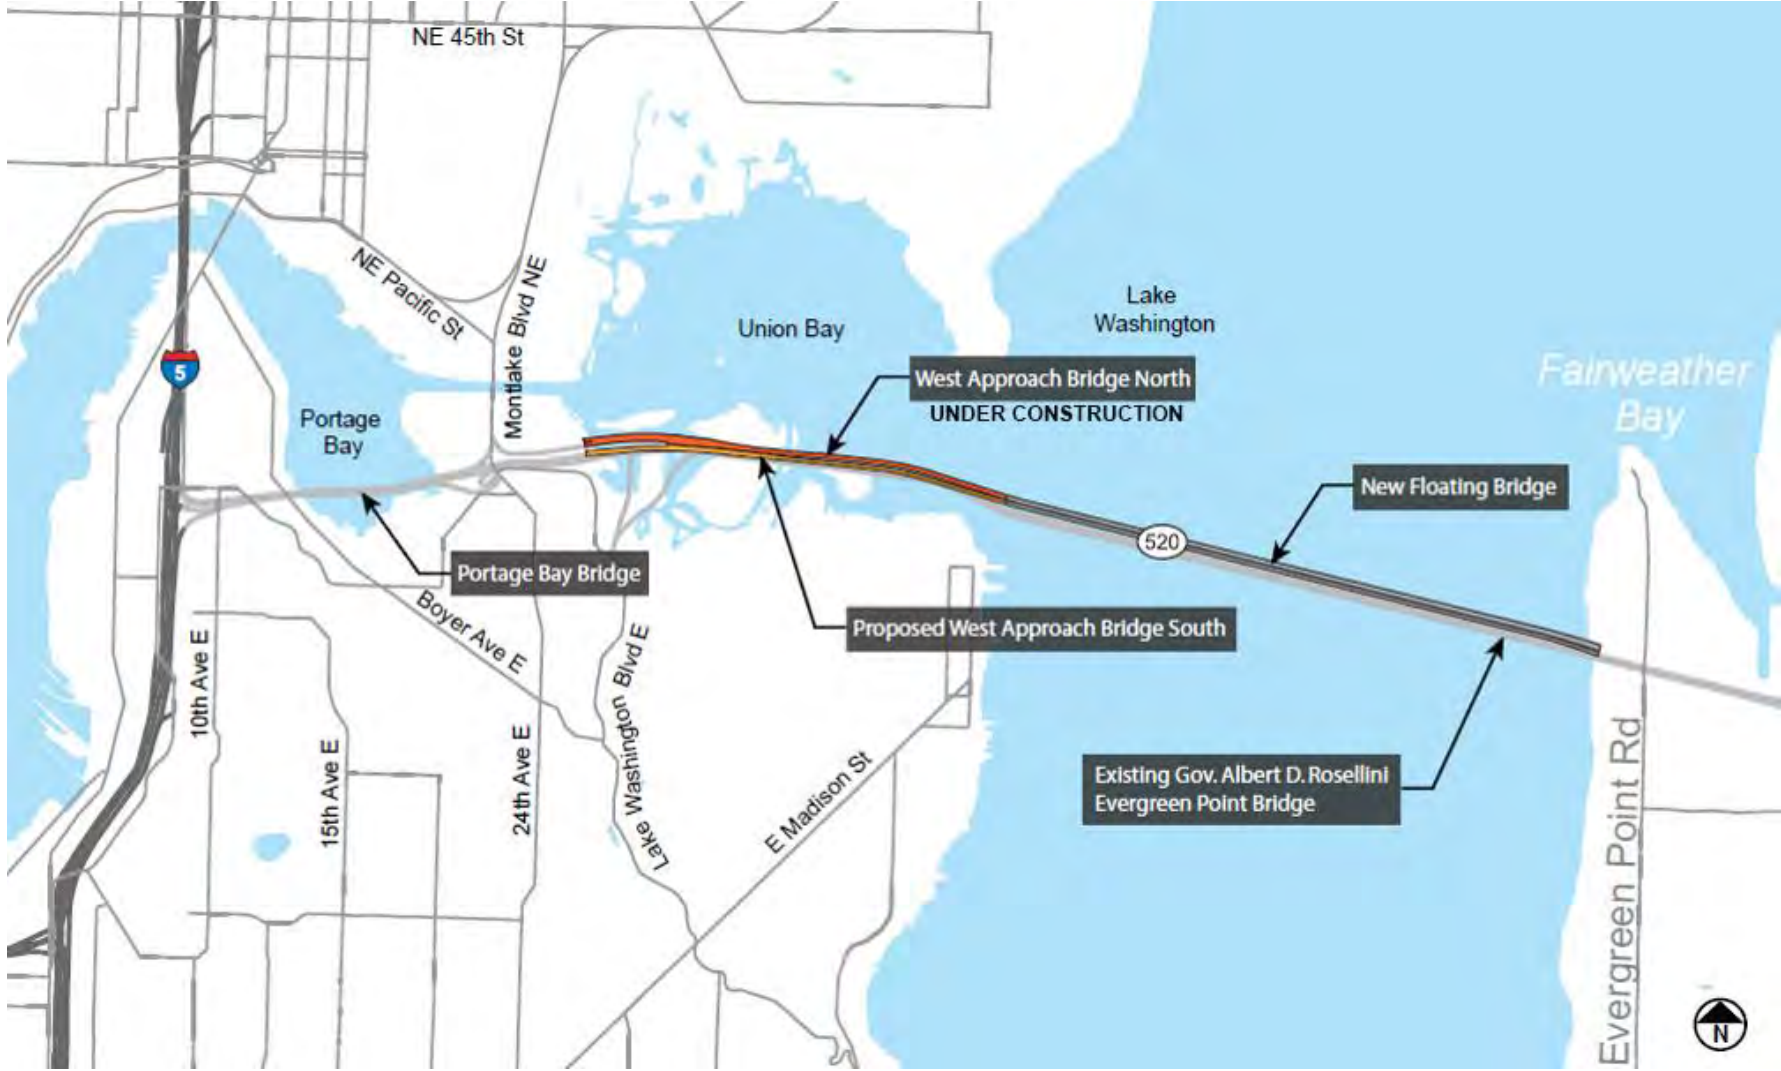 NE 45th St
NE Pacific St
Montlake Blvd NE
Lake
Washington
Union Bay
Fairweather
Bay
5
West Approach Bridge North
UNDER CONSTRUCTION
Portage
Bay
New Floating Bridge
520
Portage Bay Bridge
Boyer Ave E
Proposed West Approach Bridge South
10th Ave E
15th Ave E
24th Ave E
Lake Washington Blvd E
E Madison St
Existing Gov. Albert D. Rosellini
Evergreen Point Bridge
Evergreen Point Rd
N